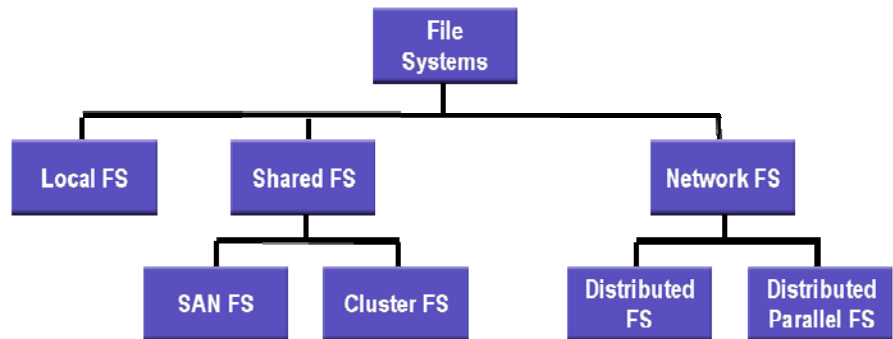 File
Systems
Local FS
Shared FS
Network FS
SAN FS
Cluster FS
Distributed
FS
Distributed
Parallel FS